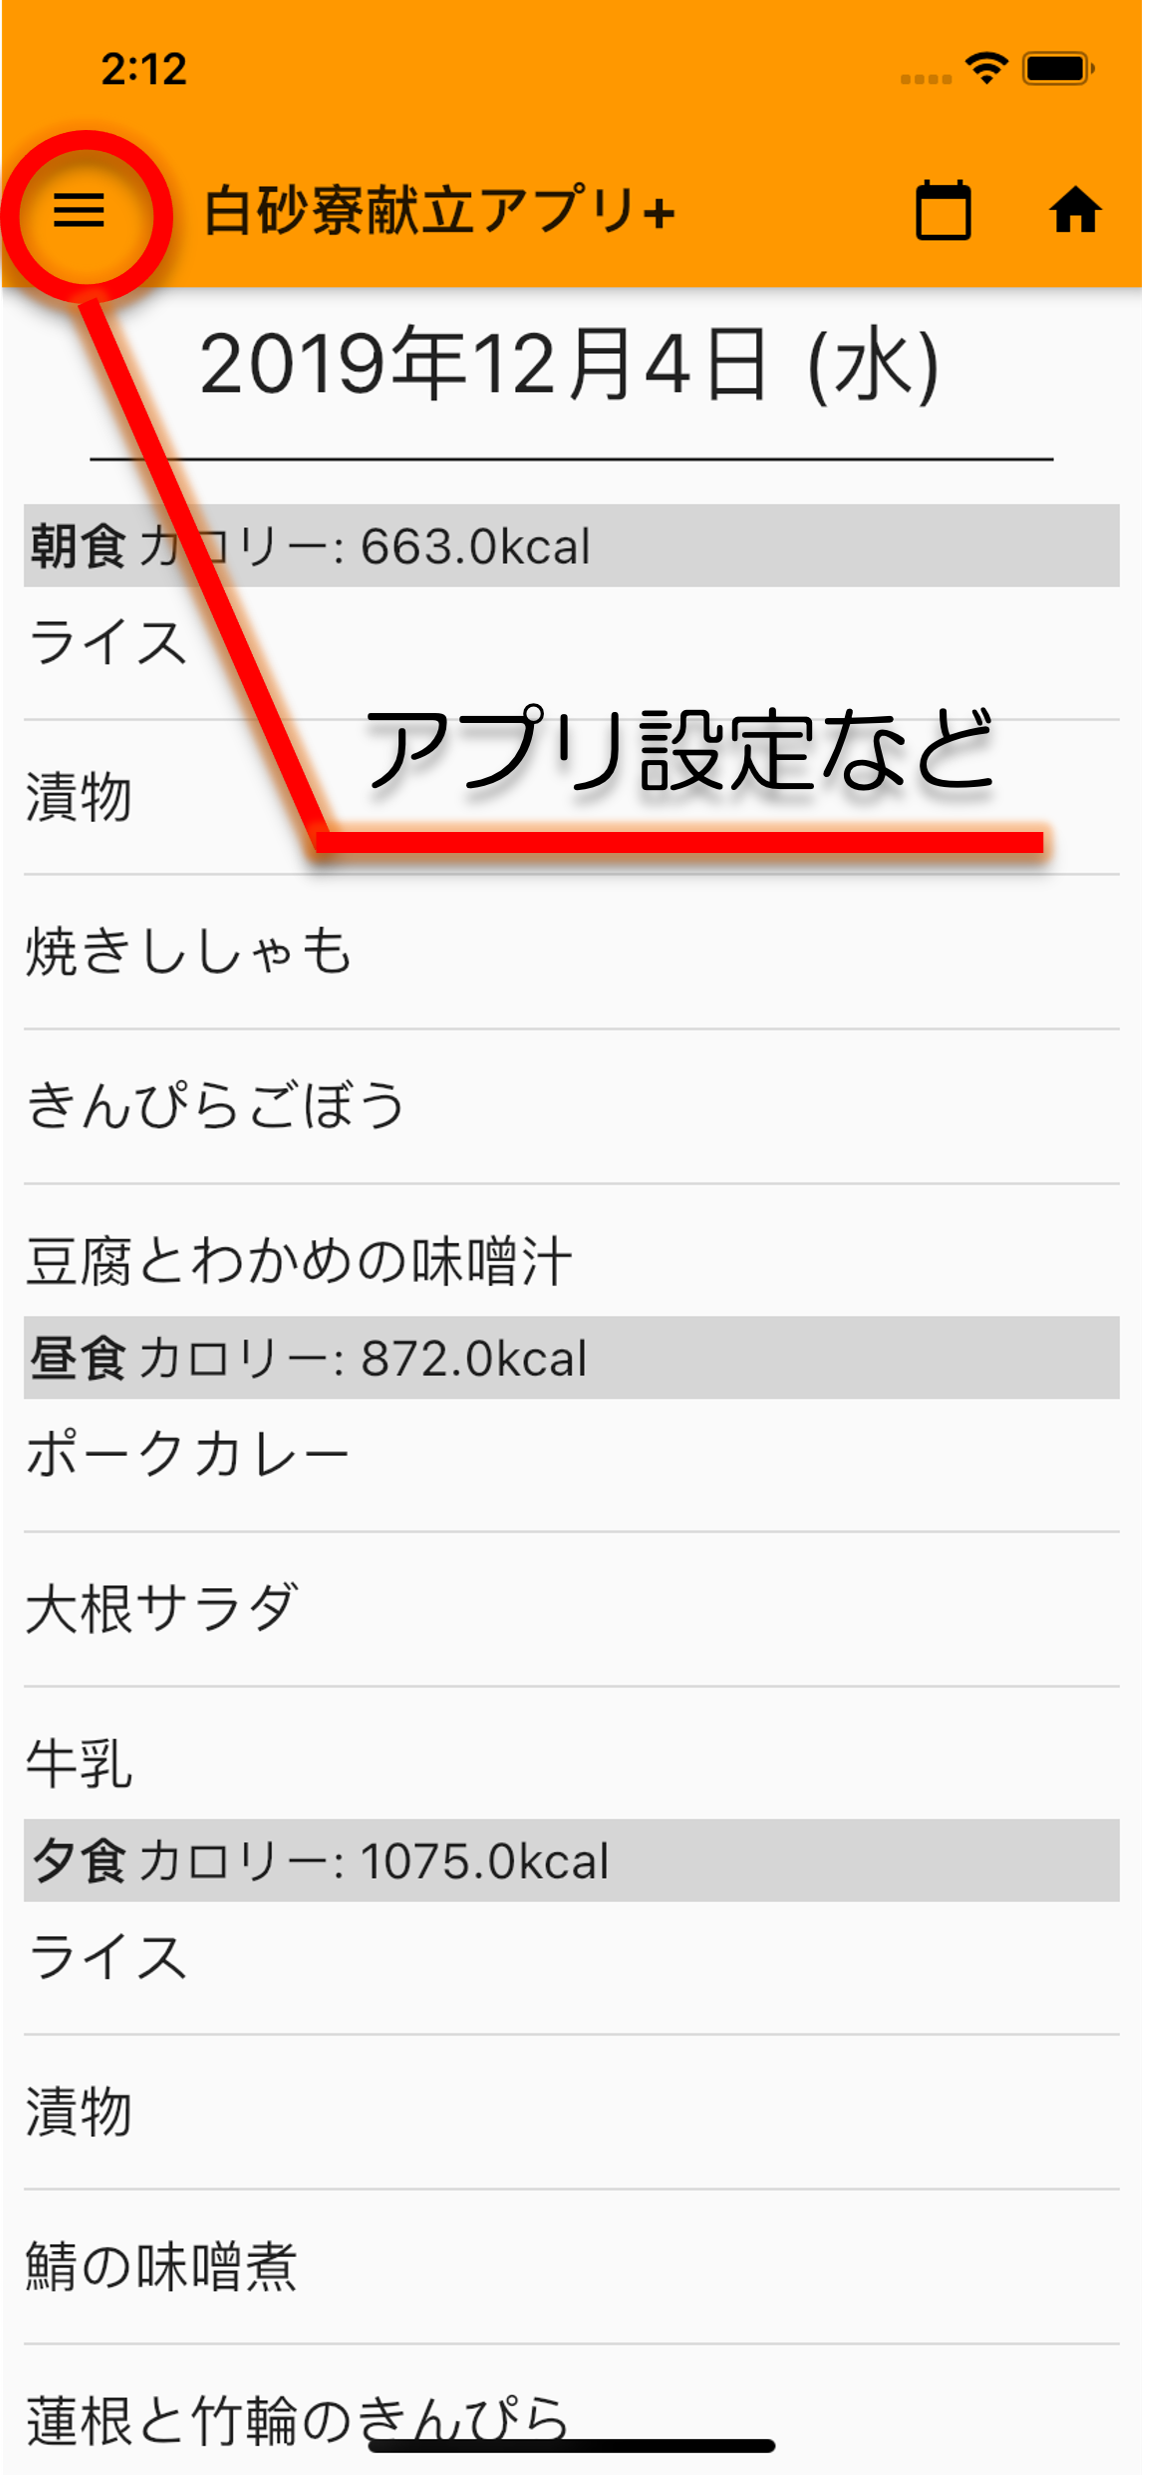 2:12
白砂寮献立アプリ+
2019年12月4日 (水)
朝食 カロリー: 663.0kcal
ライス
アプリ設定など
漬物
焼きししゃも
きんぴらごぼう
豆腐とわかめの味噌汁
昼食 カロリー: 872.0kcal
ポークカレー
大根サラダ
牛乳
夕食 カロリー: 1075.0kcal
ライス
漬物
鯖の味噌煮
蓮根と竹輪のきんぴら